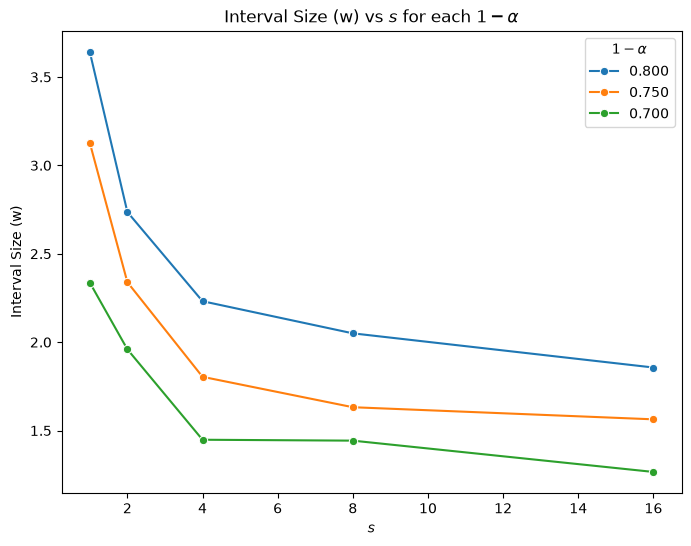 Interval Size (w) vs s for each 1 − α
1 − α
0.800
0.750
0.700
3.5
3.0
2.5
2.0
1.5
Interval Size (w)
2 4 6 8 10 12 14 16
s